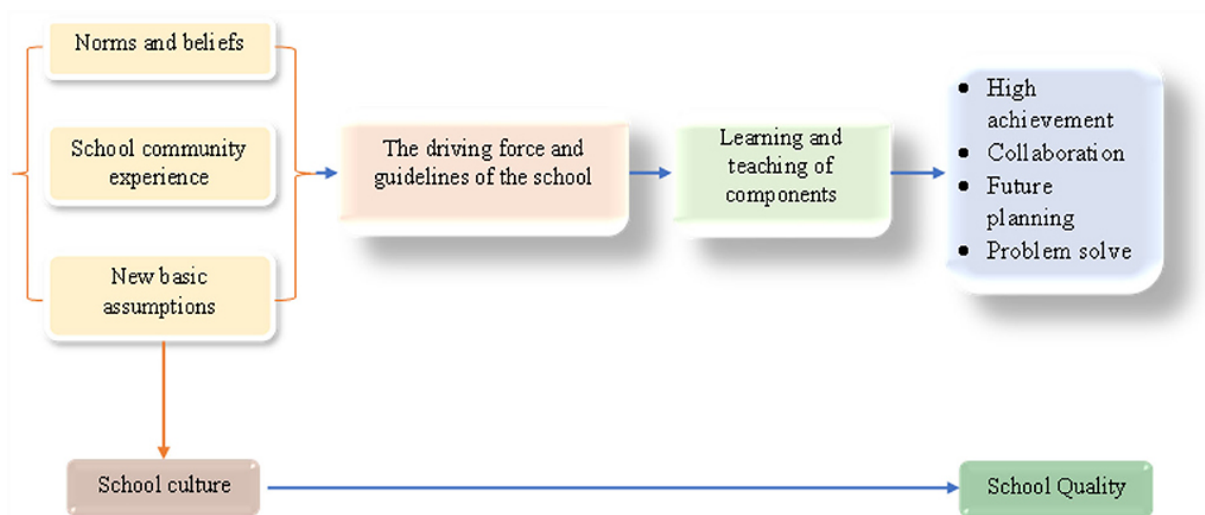 Norms and beliefs
School community
experience
New basic
assumptions
The driving force and
guidelines of the school
Learning and
teaching of
components
• High
achievement
• Collaboration
• Future
planning
• Problem solve
School culture
School Quality